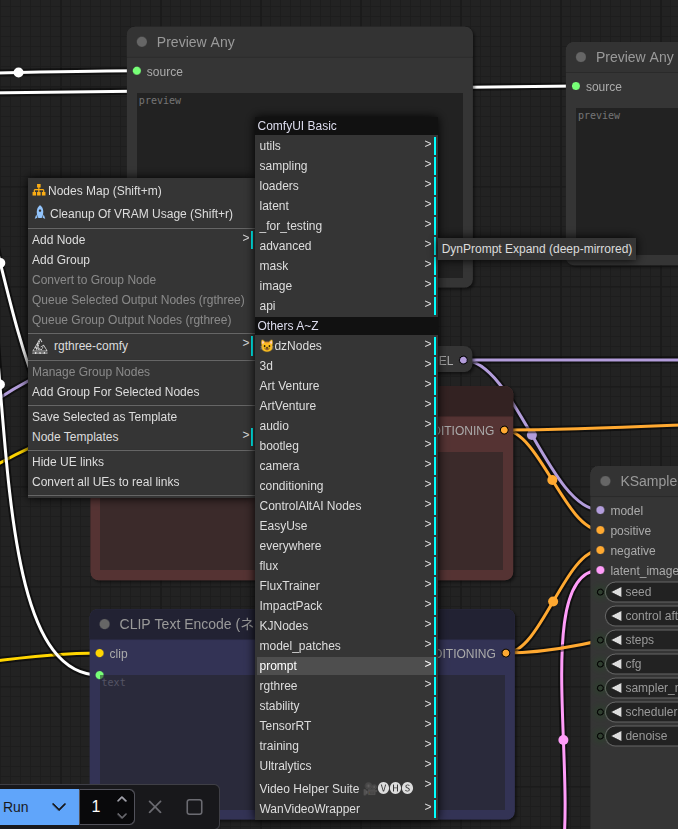 Preview Any
source
preview
Preview Any
source
preview
Nodes Map (Shift+m)
Cleanup Of VRAM Usage (Shift+r)
Add Node >
Add Group
Convert to Group Node
Queue Selected Output Nodes (rgthree)
Queue Group Output Nodes (rgthree)
rgthree-comfy >
Manage Group Nodes
Add Group For Selected Nodes
Save Selected as Template
Node Templates >
Hide UE links
Convert all UEs to real links
ComfyUI Basic
utils >
sampling >
loaders >
latent >
_for_testing >
advanced >
mask >
image >
api >
Others A~Z
dzNodes >
3d >
Art Venture >
ArtVenture >
audio >
bootleg >
camera >
conditioning >
ControlAltAI Nodes >
EasyUse >
everywhere >
flux >
FluxTrainer >
ImpactPack >
KJNodes >
model_patches >
prompt >
rgthree >
stability >
TensorRT >
training >
Ultralytics >
Video Helper Suite 🎥🅥🅗🅢 >
WanVideoWrapper >
DynPrompt Expand (deep-mirrored)
EL
DITIONING
KSample
model
positive
negative
latent_image
seed
control aft
steps
cfg
sampler_n
scheduler
denoise
CLIP Text Encode (ネ
clip
DITIONING
text
Run
1